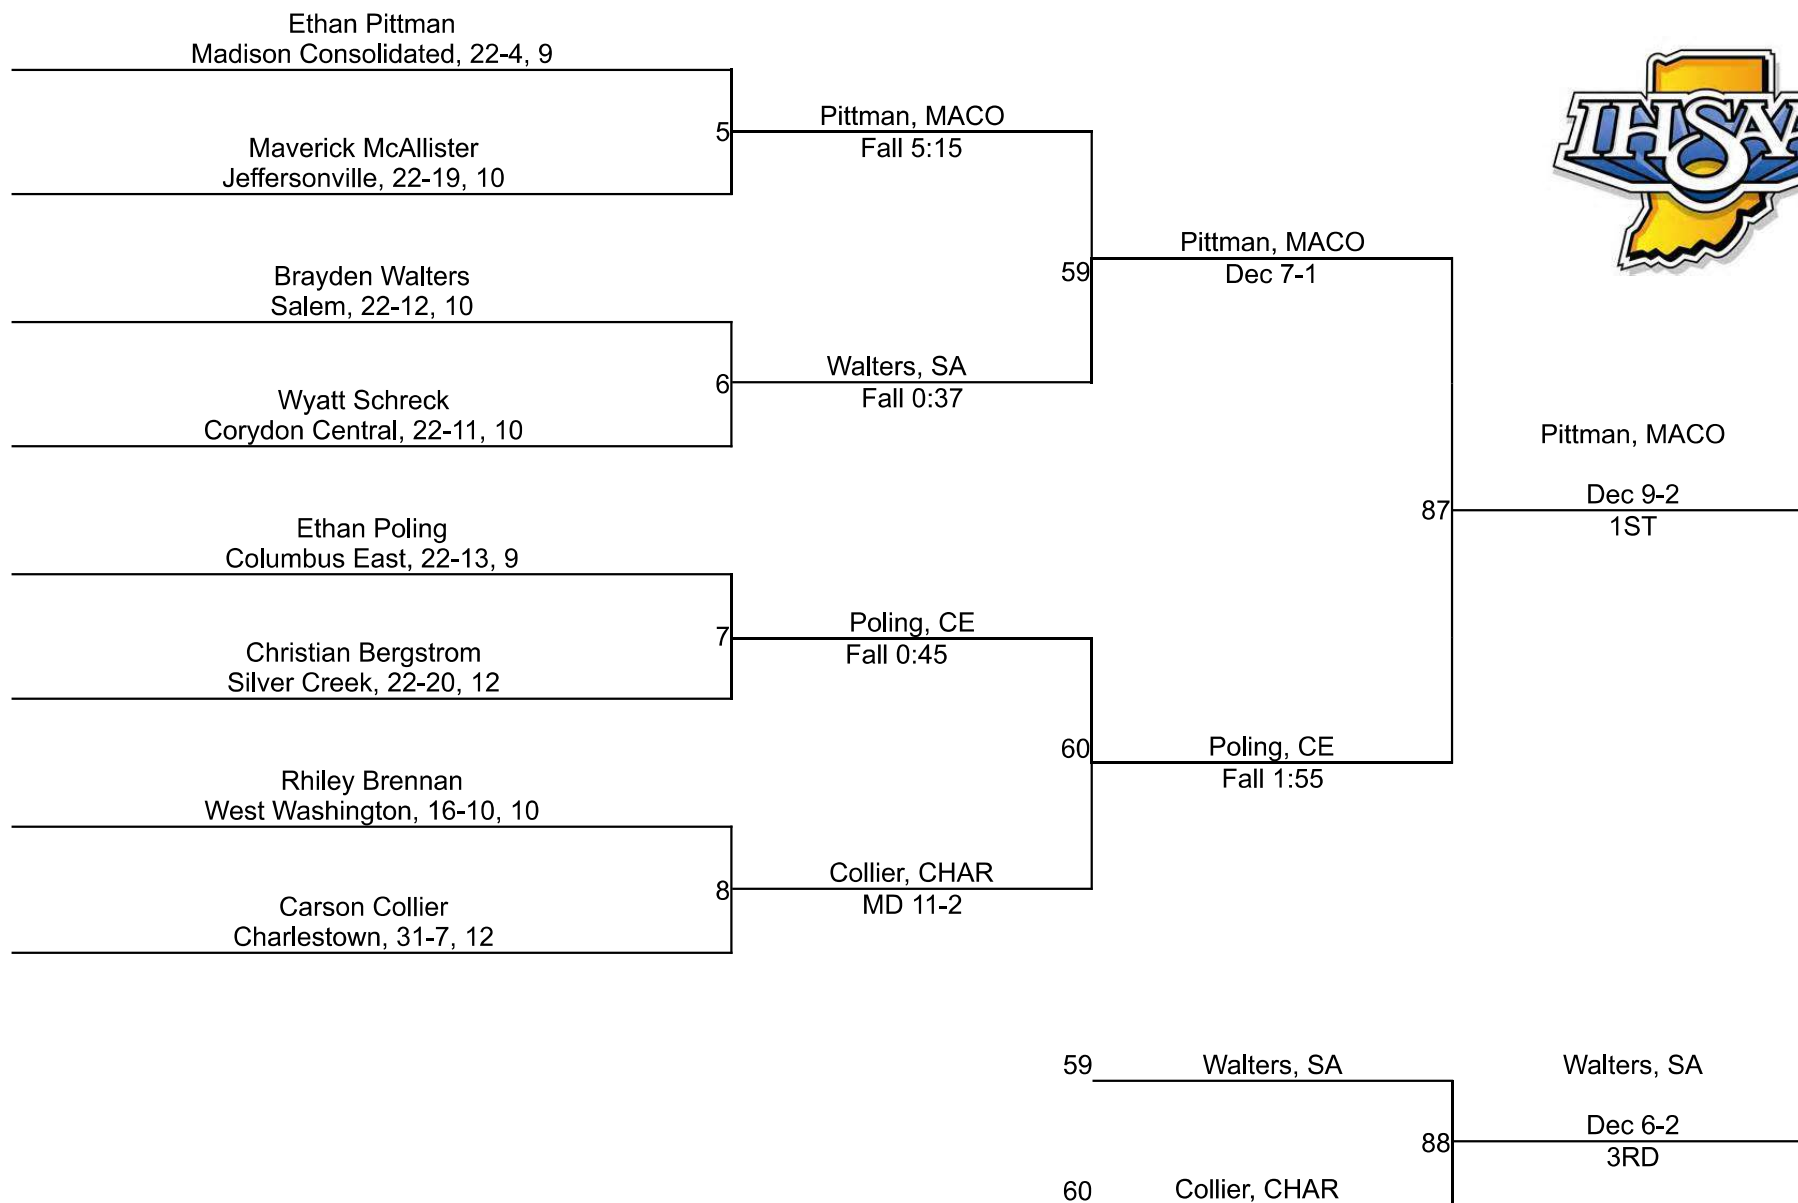 Ethan Pittman
Madison Consolidated, 22-4, 9
5
Pittman, MACO
Fall 5:15
Maverick McAllister
Jeffersonville, 22-19, 10
59
Pittman, MACO
Dec 7-1
Brayden Walters
Salem, 22-12, 10
6
Walters, SA
Fall 0:37
Wyatt Schreck
Corydon Central, 22-11, 10
87
Pittman, MACO
Dec 9-2
1ST
Ethan Poling
Columbus East, 22-13, 9
7
Poling, CE
Fall 0:45
Christian Bergstrom
Silver Creek, 22-20, 12
60
Poling, CE
Fall 1:55
Rhiley Brennan
West Washington, 16-10, 10
8
Collier, CHAR
MD 11-2
Carson Collier
Charlestown, 31-7, 12
59
Walters, SA
88
Walters, SA
Dec 6-2
3RD
60
Collier, CHAR
IHSAA